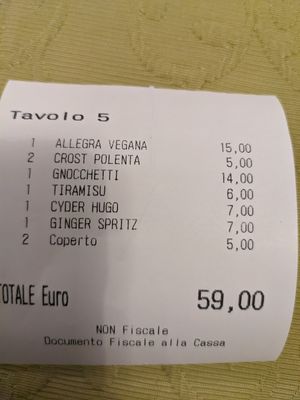 Tavolo 5
1 ALLEGRA VEGANA 15,00
2 CROST POLENTA 5,00
1 GNOCCHETTI 14,00
1 TIRAMISU 6,00
1 CYDER HUGO 7,00
1 GINGER SPRITZ 7,00
2 Coperto 5,00
TOTALE Euro 59,00
NON Fiscale
Documento Fiscale alla Cassa